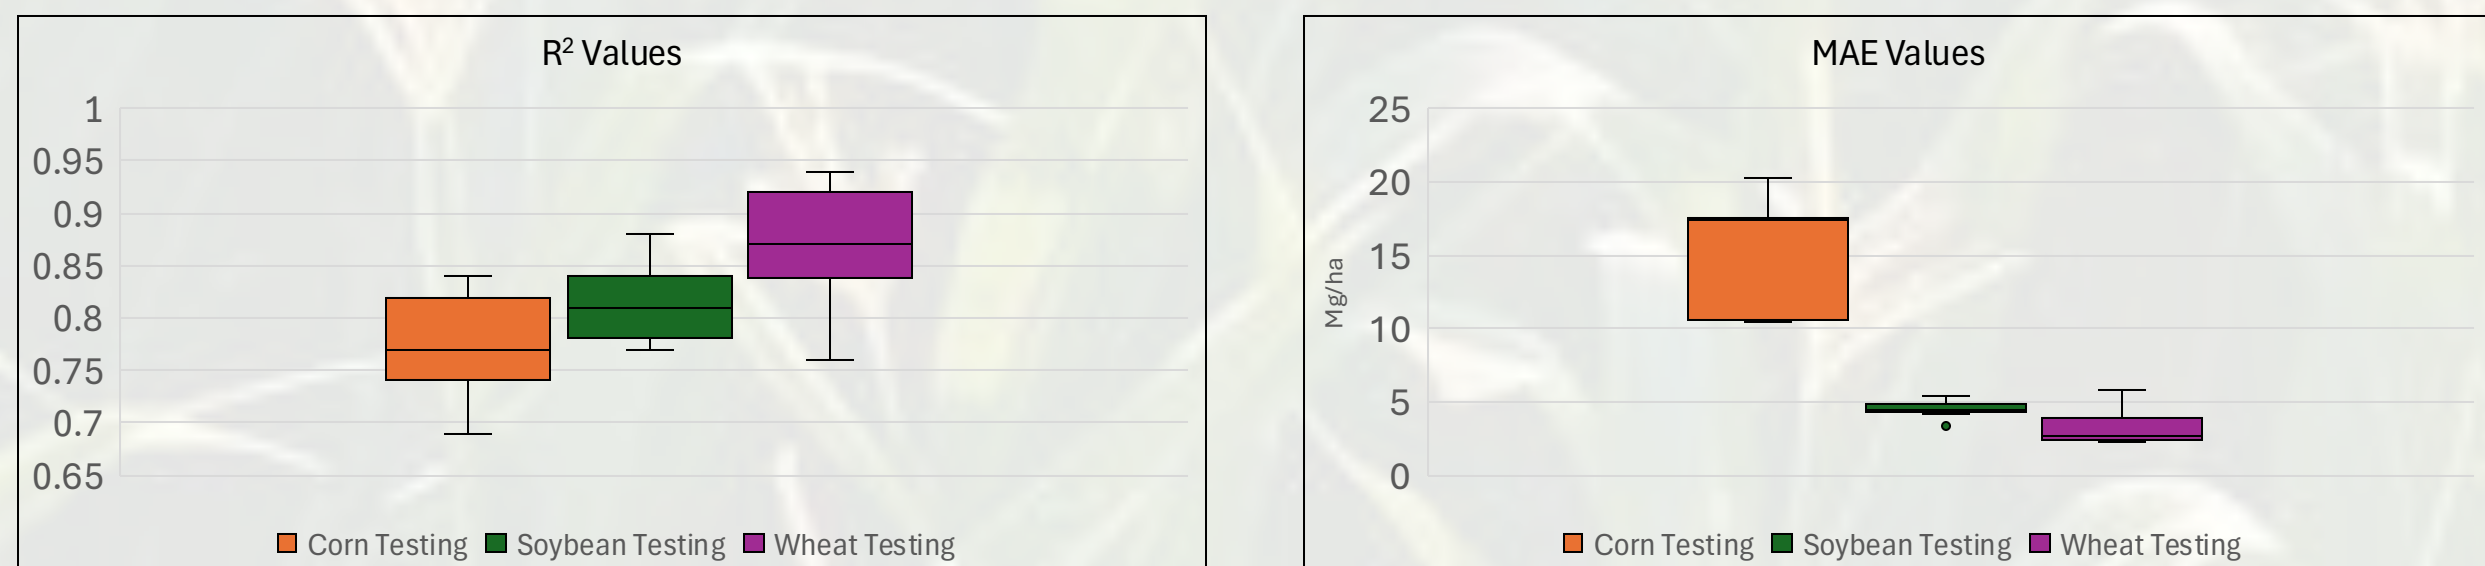 R² Values
1
0.95
0.9
0.85
0.8
0.75
0.7
0.65
Corn Testing Soybean Testing Wheat Testing
MAE Values
Mg/ha
25
20
15
10
5
0
Corn Testing Soybean Testing Wheat Testing